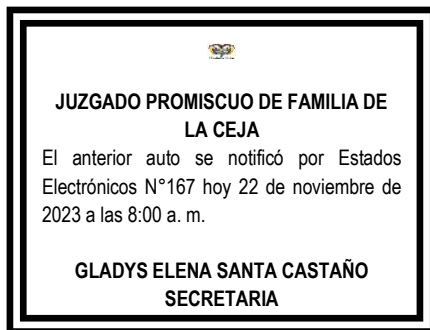 JUZGADO PROMISCUO DE FAMILIA DE
LA CEJA
El anterior auto se notificó por Estados
Electrónicos N°167 hoy 22 de noviembre de
2023 a las 8:00 a. m.
GLADYS ELENA SANTA CASTAÑO
SECRETARIA